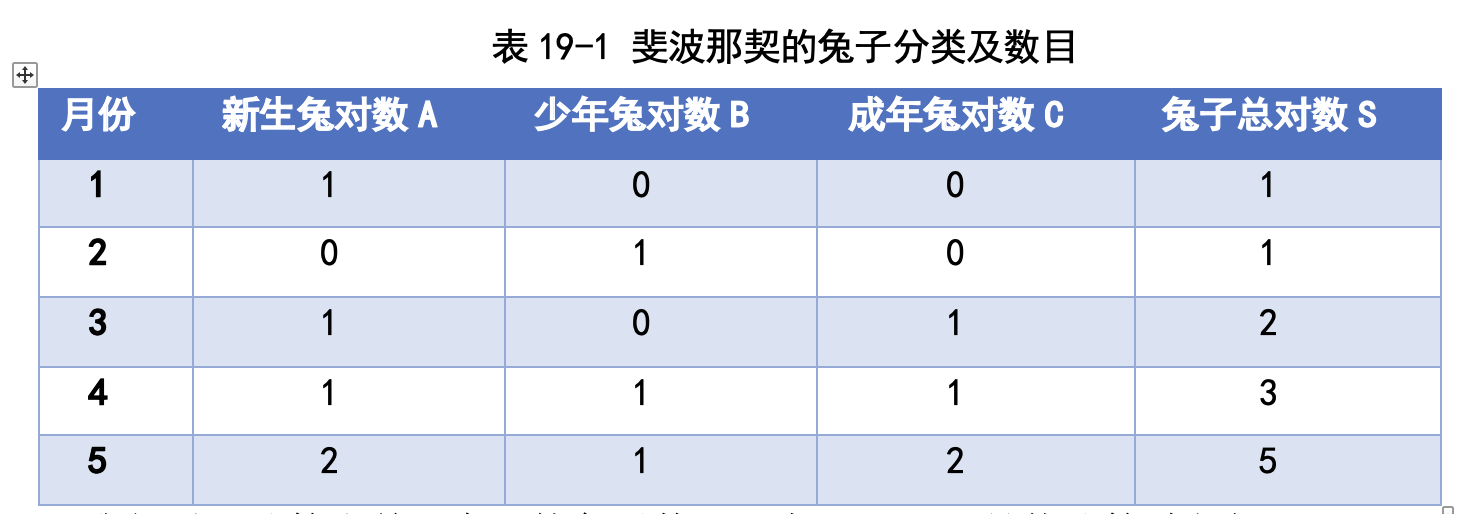 表 19-1 斐波那契的兔子分类及数目
月份 新生兔对数 A 少年兔对数 B 成年兔对数 C 兔子总对数 S
1 1 0 0 1
2 0 1 0 1
3 1 0 1 2
4 1 1 1 3
5 2 1 2 5